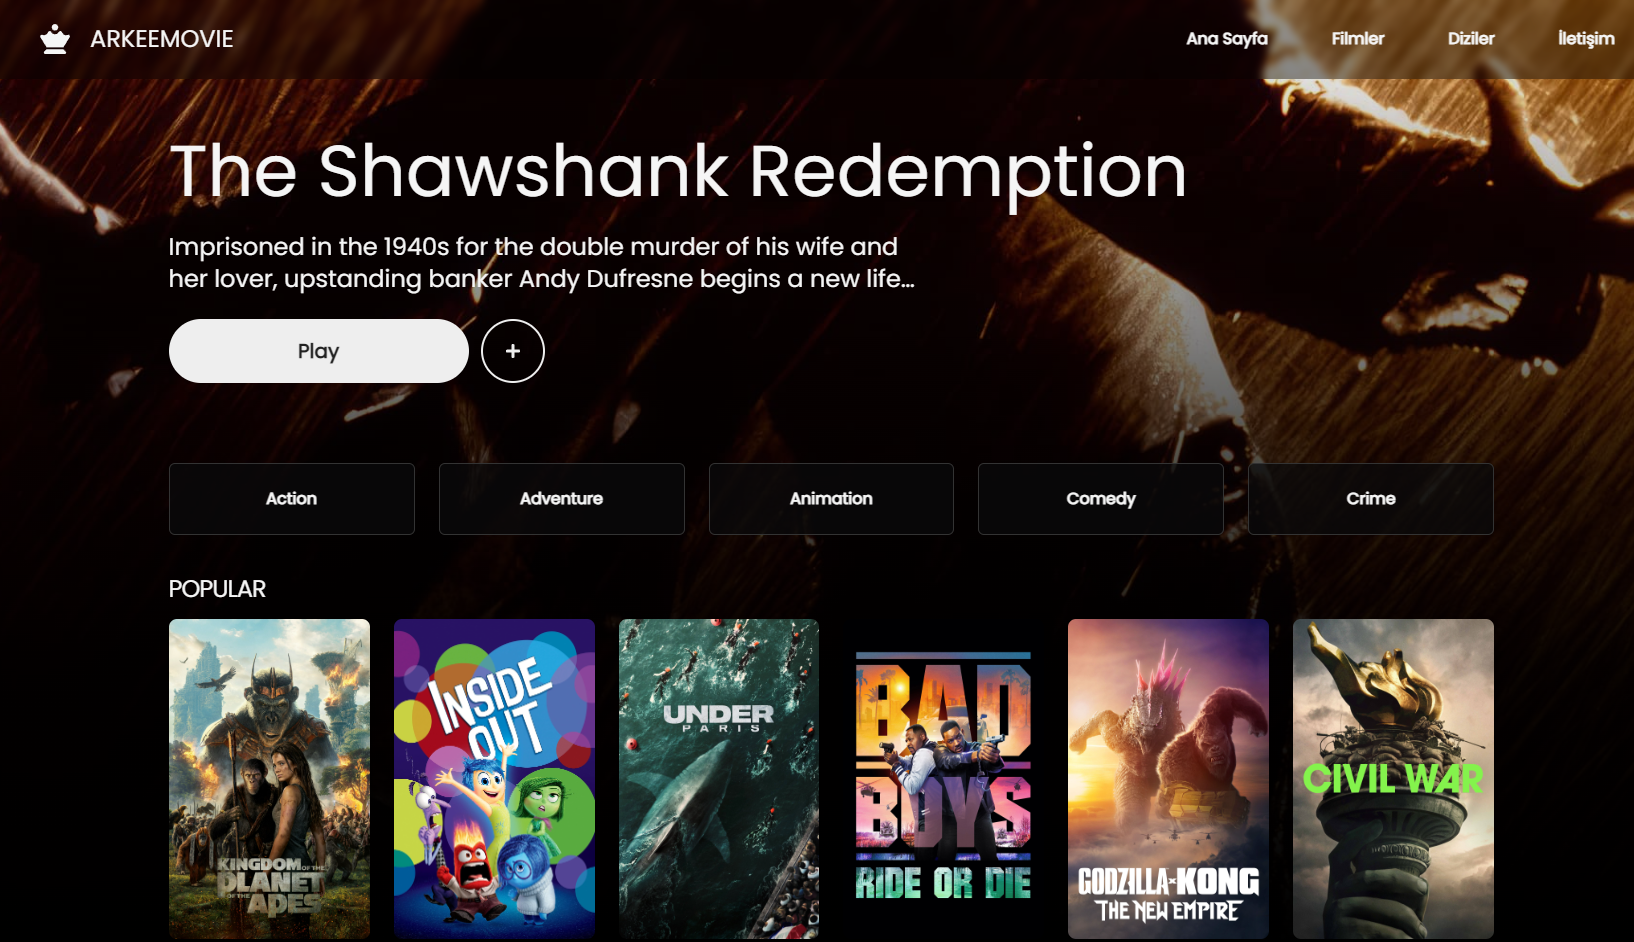 ARKEEMOVIE
Ana Sayfa
Filmler
Diziler
İletişim
The Shawshank Redemption
Imprisoned in the 1940s for the double murder of his wife and
her lover, upstanding banker Andy Dufresne begins a new life...
Play
+
Action
Adventure
Animation
Comedy
Crime
POPULAR
KINGDOM OF THE
PLANET
OF THE APES
INSIDE
OUT
UNDER
PARIS
BAD
BOYS
RIDE OR DIE
GODZILLA x KONG
THE NEW EMPIRE
CIVIL WAR